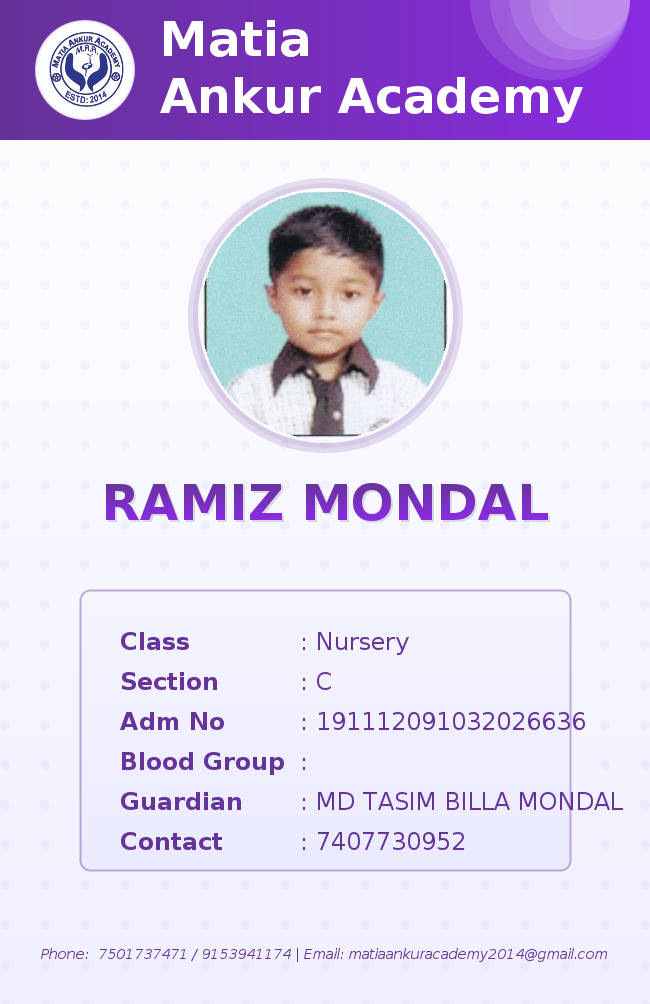 Matia
Ankur Academy
MATIA ANKUR ACADEMY
M.A.A
ESTD: 2014
RAMIZ MONDAL
Class : Nursery
Section : C
Adm No : 191112091032026636
Blood Group :
Guardian : MD TASIM BILLA MONDAL
Contact : 7407730952
Phone: 7501737471 / 9153941174 | Email: matiaankuracademy2014@gmail.com